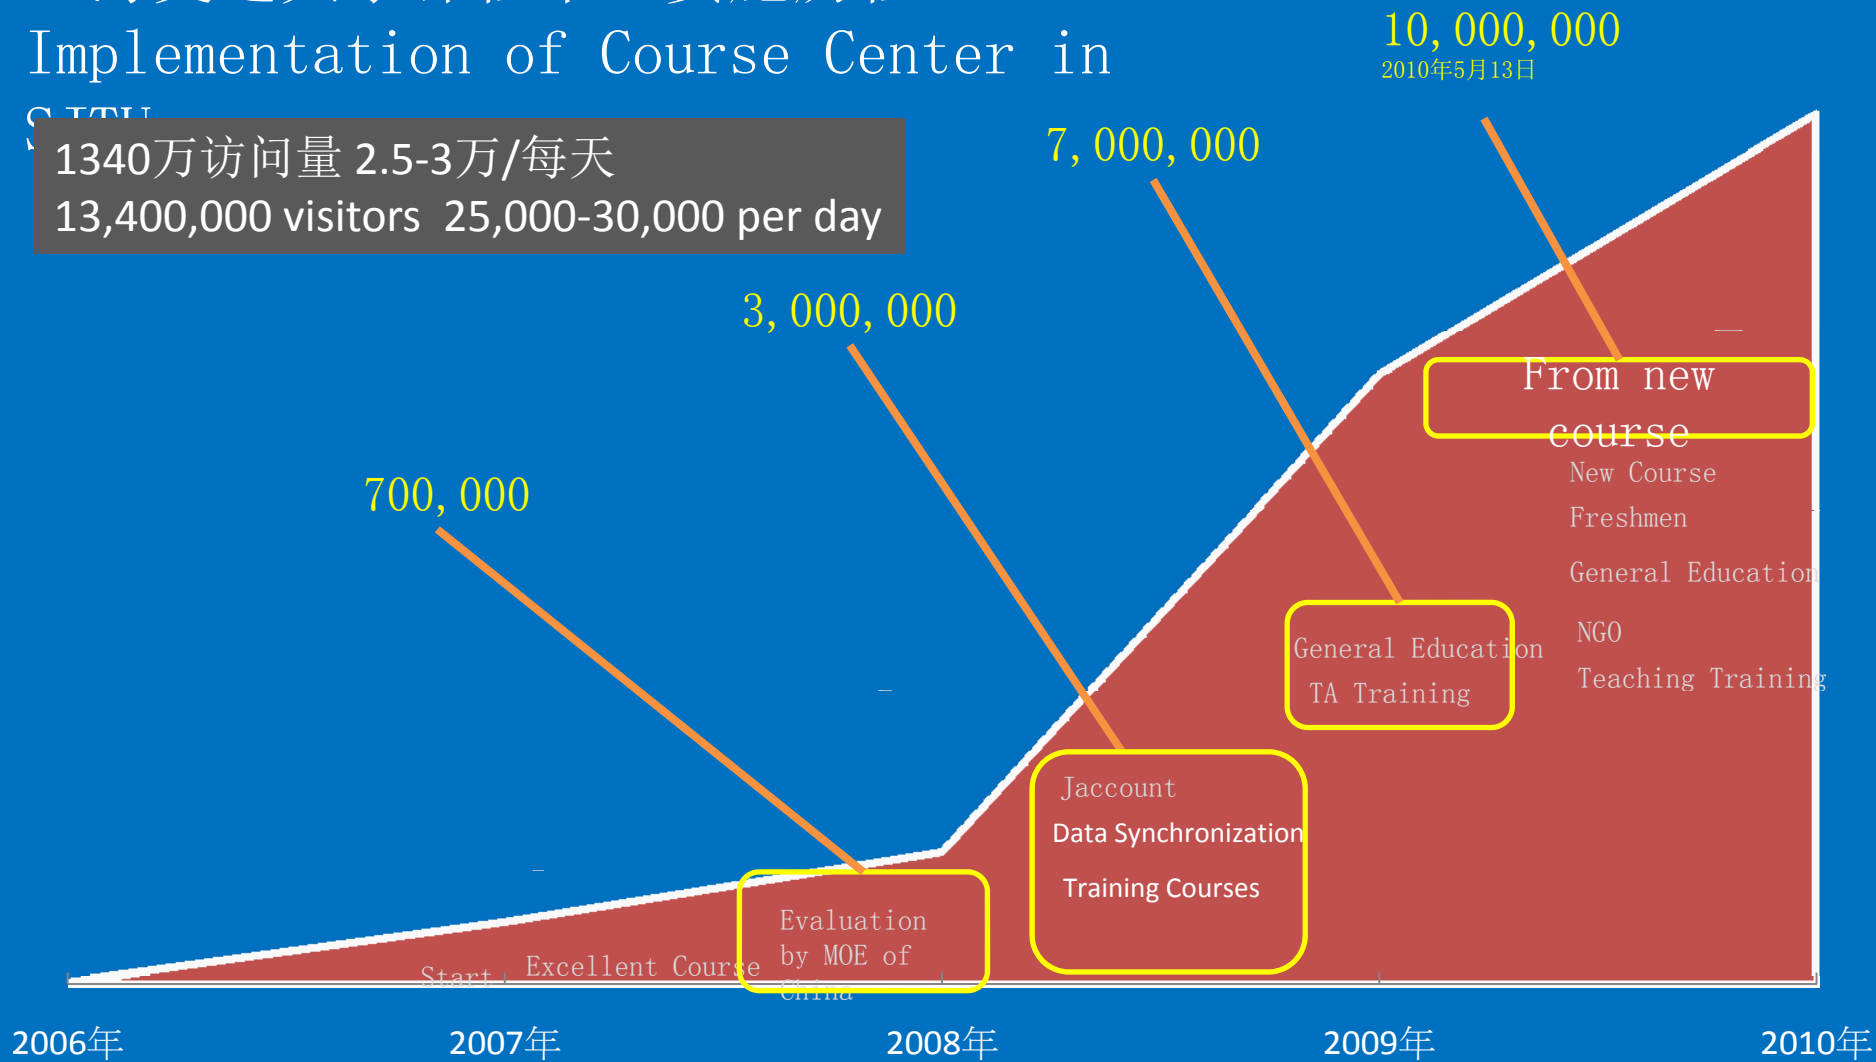 Implementation of Course Center in
SJTU
1340万访问量 2.5-3万/每天
13,400,000 visitors 25,000-30,000 per day
10,000,000
2010年5月13日
7,000,000
3,000,000
700,000
From new
course
New Course
Freshmen
General Education
NGO
Teaching Training
General Education
TA Training
Jaccount
Data Synchronization
Training Courses
Evaluation
by MOE of
China
Excellent Course
Start
2006年
2007年
2008年
2009年
2010年